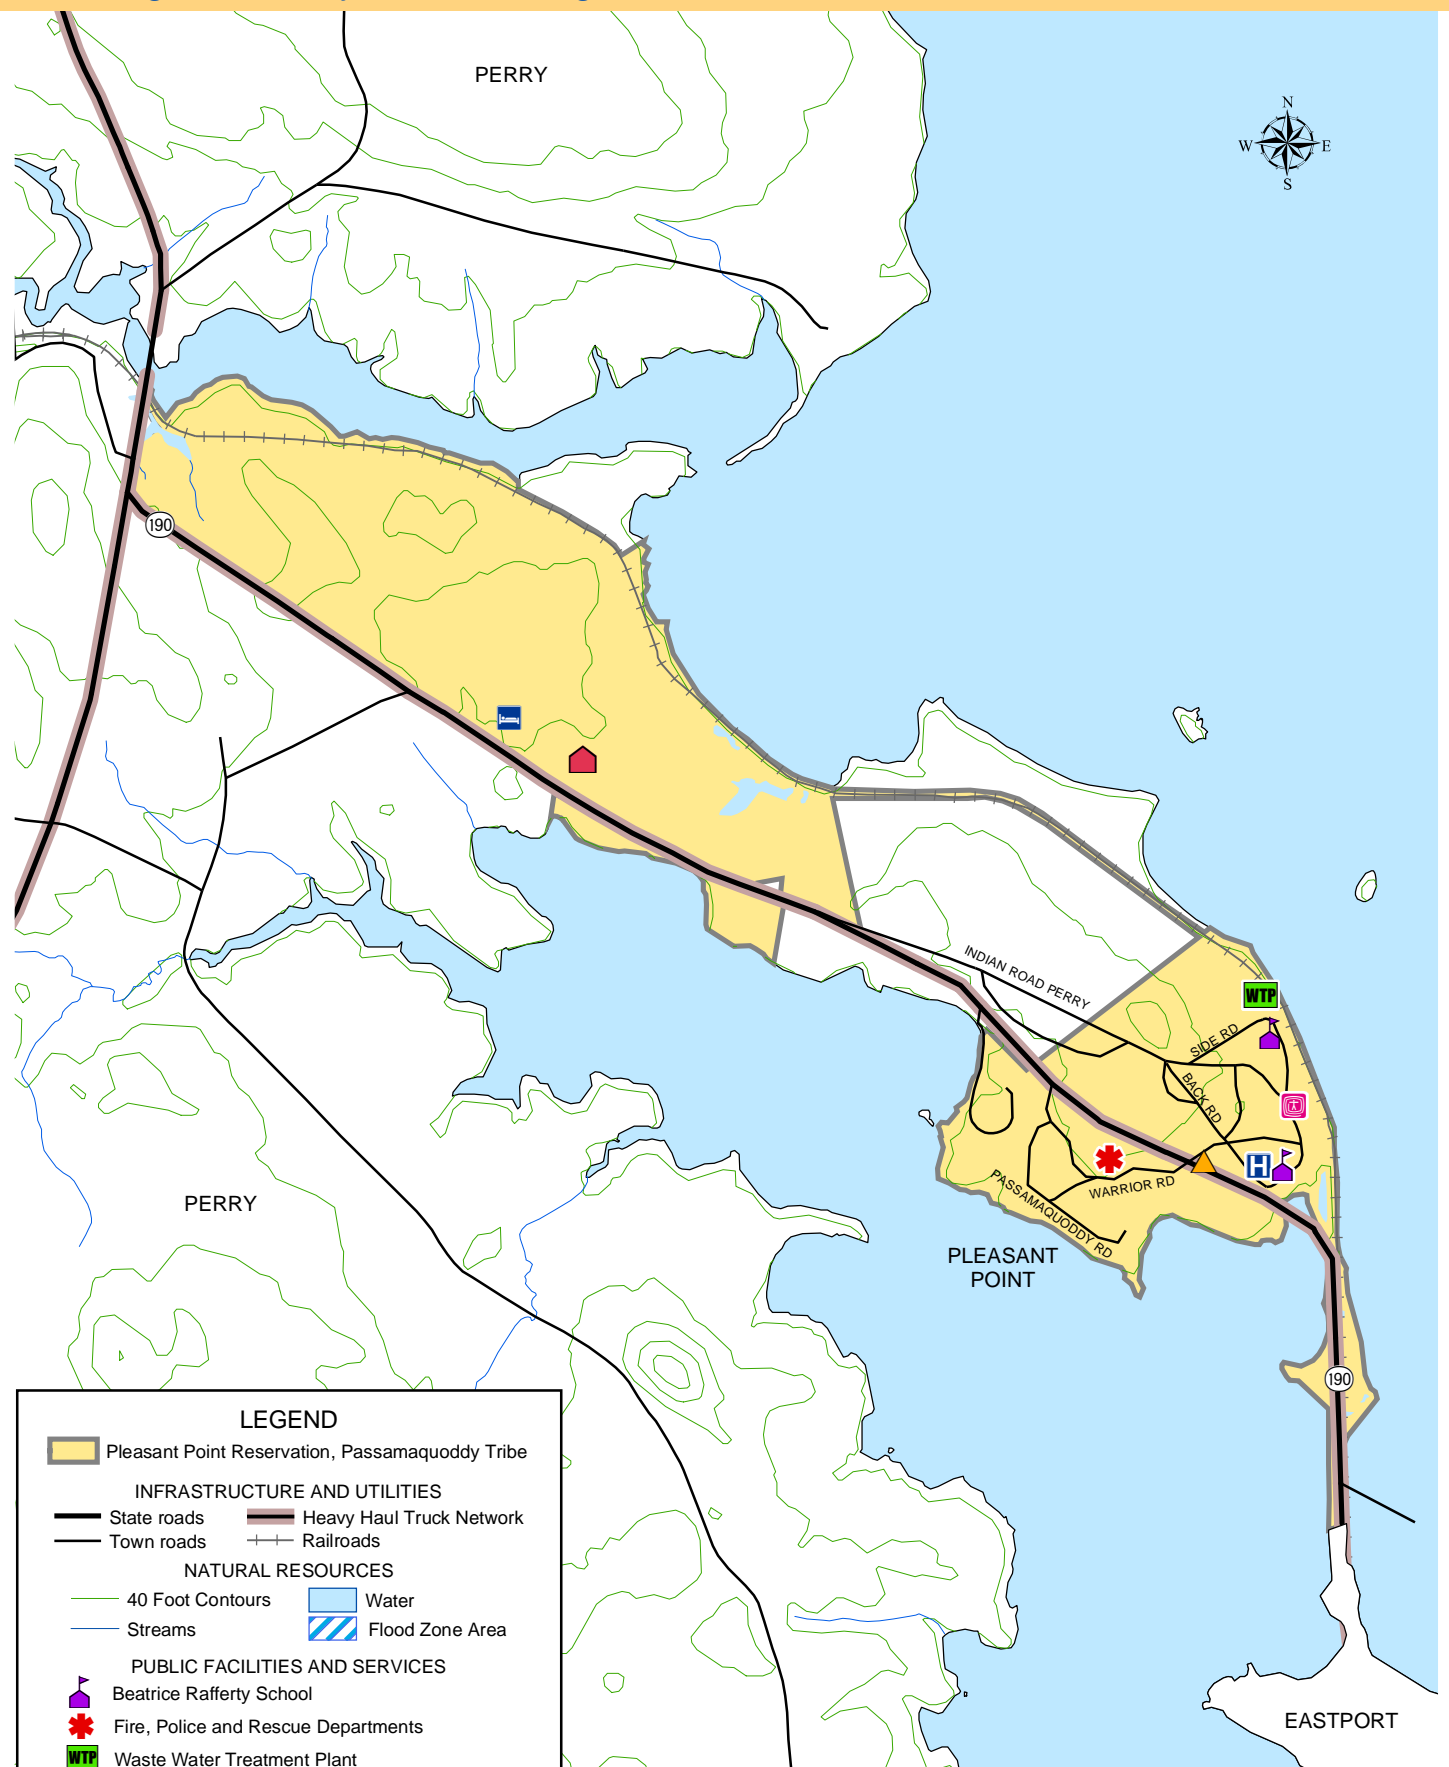 PERRY
N
W E
S
190
INDIAN ROAD PERRY
WTP
SIDE RD
BACK RD
H
WARRIOR RD
PASSAMAQUODDY RD
PERRY
PLEASANT
POINT
190
EASTPORT
LEGEND
Pleasant Point Reservation, Passamaquoddy Tribe
INFRASTRUCTURE AND UTILITIES
State roads Heavy Haul Truck Network
Town roads Railroads
NATURAL RESOURCES
40 Foot Contours Water
Streams Flood Zone Area
PUBLIC FACILITIES AND SERVICES
Beatrice Rafferty School
Fire, Police and Rescue Departments
WTP Waste Water Treatment Plant